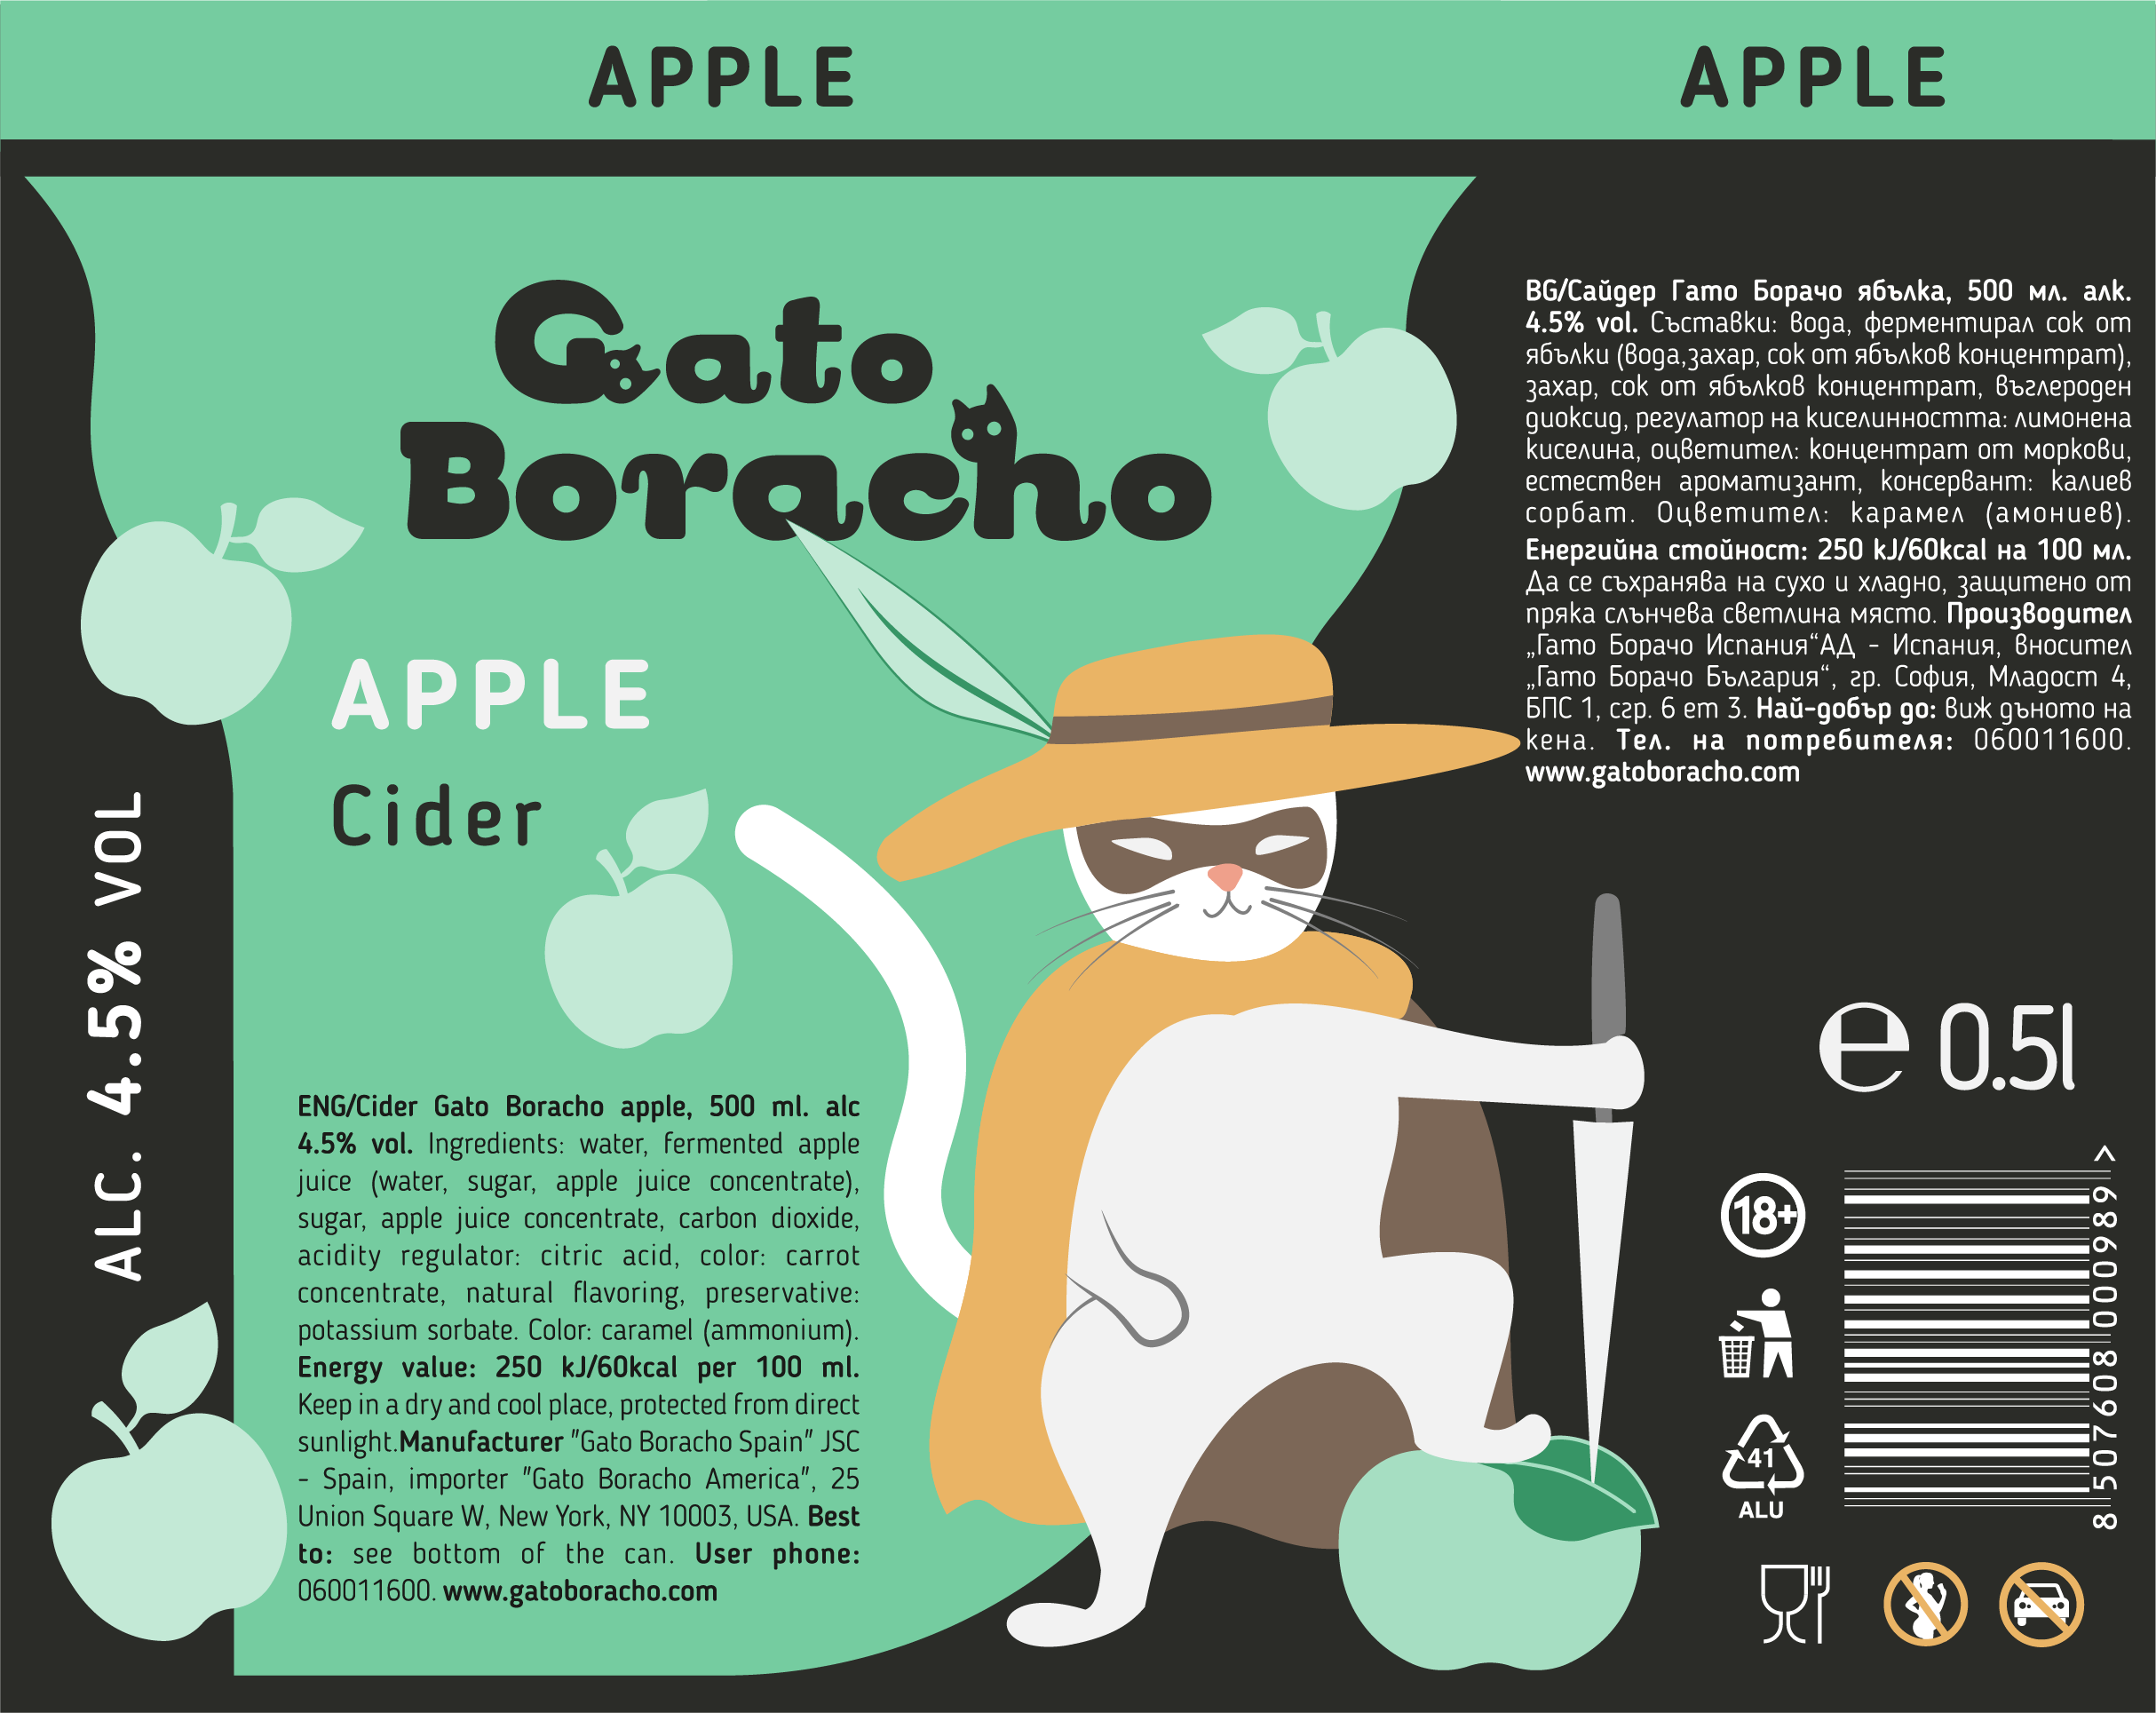 APPLE
APPLE
Gato
Boracho
APPLE
Cider
ALC. 4.5% VOL
ENG/Cider Gato Boracho apple, 500 ml. alc
4.5% vol. Ingredients: water, fermented apple
juice (water, sugar, apple juice concentrate),
sugar, apple juice concentrate, carbon dioxide,
acidity regulator: citric acid, color: carrot
concentrate, natural flavoring, preservative:
potassium sorbate. Color: caramel (ammonium).
Energy value: 250 kJ/60kcal per 100 ml.
Keep in a dry and cool place, protected from direct
sunlight.Manufacturer "Gato Boracho Spain" JSC
- Spain, importer "Gato Boracho America", 25
Union Square W, New York, NY 10003, USA. Best
to: see bottom of the can. User phone:
060011600. www.gatoboracho.com
BG/Сайдер Гато Борачо ябълка, 500 мл. алк.
4.5% vol. Съставки: вода, ферментирал сок от
ябълки (вода,захар, сок от ябълков концентрат),
захар, сок от ябълков концентрат, въглероден
диоксид, регулатор на киселинността: лимонена
киселина, оцветител: концентрат от моркови,
естествен ароматизант, консервант: калиев
сорбат. Оцветител: карамел (амониев).
Енергийна стойност: 250 kJ/60kcal на 100 мл.
Да се съхранява на сухо и хладно, защитено от
пряка слънчева светлина място. Производител
„Гато Борачо Испания“АД - Испания, вносител
„Гато Борачо България“, гр. София, Младост 4,
БПС 1, сгр. 6 ет 3. Най-добър до: виж дъното на
кена. Тел. на потребителя: 060011600.
www.gatoboracho.com
e 0.5l
18+
41
ALU
8 507608 000989 >